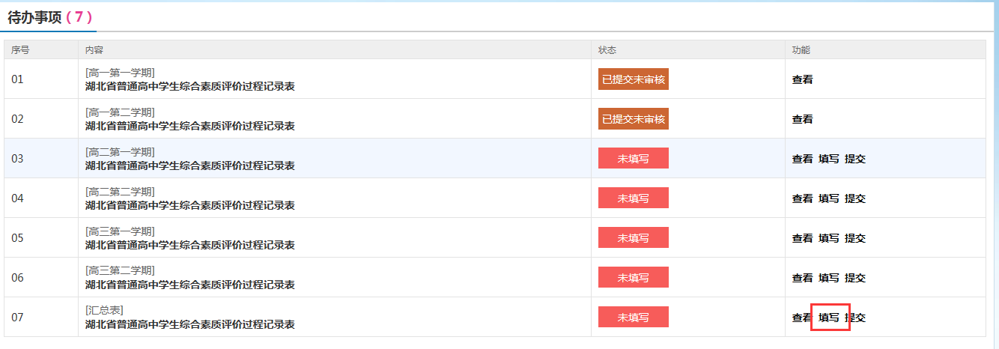 待办事项（7）
序号 内容 状态 功能
[高一第一学期]
01 湖北省普通高中学生综合素质评价过程记录表 已提交未审核 查看
[高一第二学期]
02 湖北省普通高中学生综合素质评价过程记录表 已提交未审核 查看
[高二第一学期]
03 湖北省普通高中学生综合素质评价过程记录表 未填写 查看 填写 提交
[高二第二学期]
04 湖北省普通高中学生综合素质评价过程记录表 未填写 查看 填写 提交
[高三第一学期]
05 湖北省普通高中学生综合素质评价过程记录表 未填写 查看 填写 提交
[高三第二学期]
06 湖北省普通高中学生综合素质评价过程记录表 未填写 查看 填写 提交
[汇总表]
07 湖北省普通高中学生综合素质评价过程记录表 未填写 查看 填写 提交